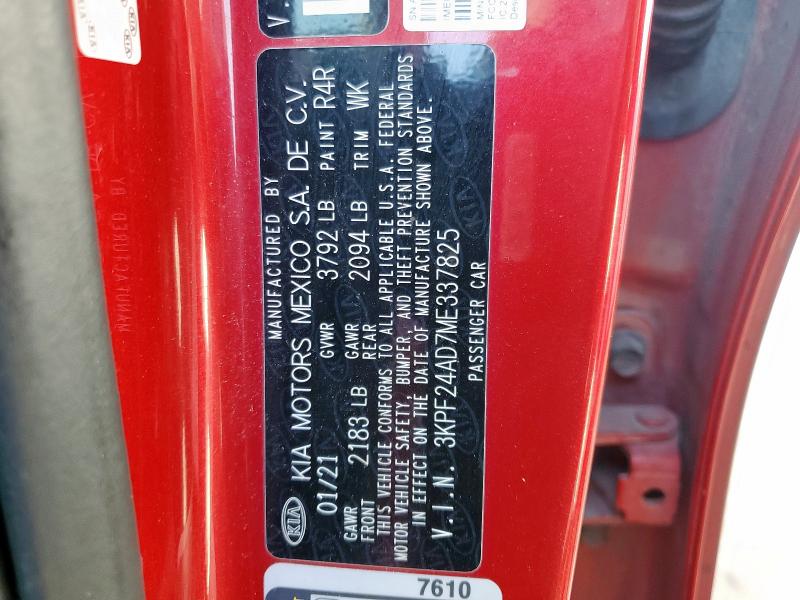 MANUFACTURED BY
KIA KIA MOTORS MEXICO S.A. DE C.V.
01/21 GVWR 3792 LB PAINT R4R
GAWR FRONT 2183 LB GAWR REAR 2094 LB TRIM WK
THIS VEHICLE CONFORMS TO ALL APPLICABLE U.S.A. FEDERAL
MOTOR VEHICLE SAFETY, BUMPER, AND THEFT PREVENTION STANDARDS
IN EFFECT ON THE DATE OF MANUFACTURE SHOWN ABOVE.
V.I.N. 3KPF24AD7ME337825
PASSENGER CAR
7610